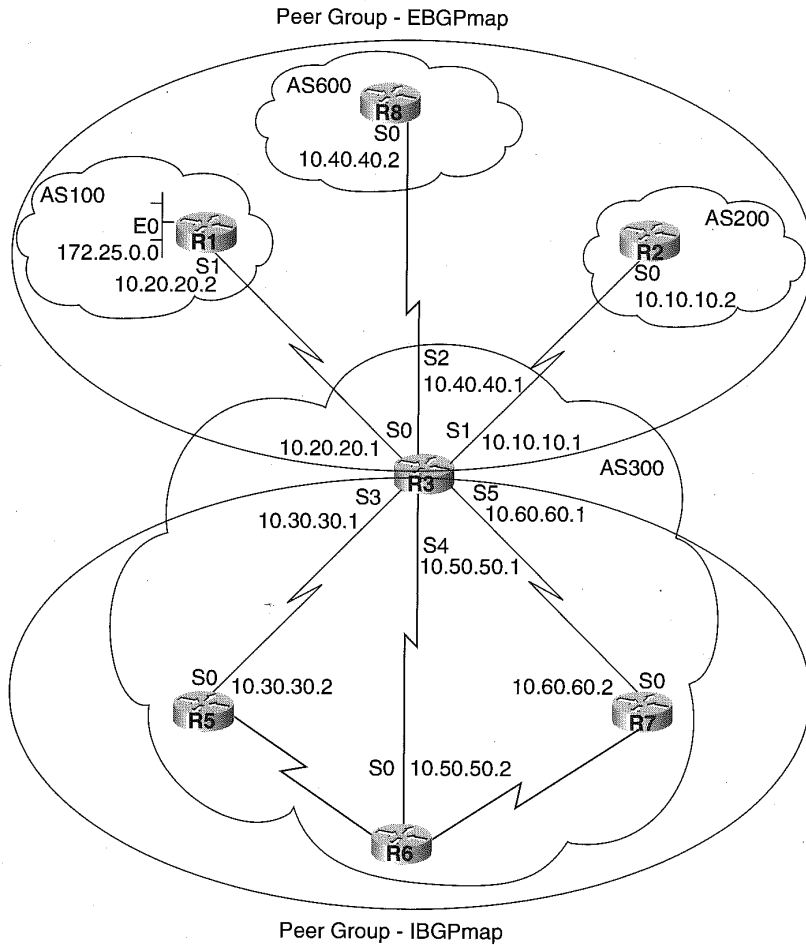 Peer Group - EBGPmap
AS600
R8
S0
10.40.40.2
AS100
E0
R1
172.25.0.0
S1
10.20.20.2
AS200
R2
S0
10.10.10.2
S2
10.40.40.1
S0
S1
10.20.20.1
10.10.10.1
R3
AS300
S3
S5
10.30.30.1
10.60.60.1
S4
10.50.50.1
S0
10.30.30.2
R5
10.60.60.2
S0
R7
S0
10.50.50.2
R6
Peer Group - IBGPmap